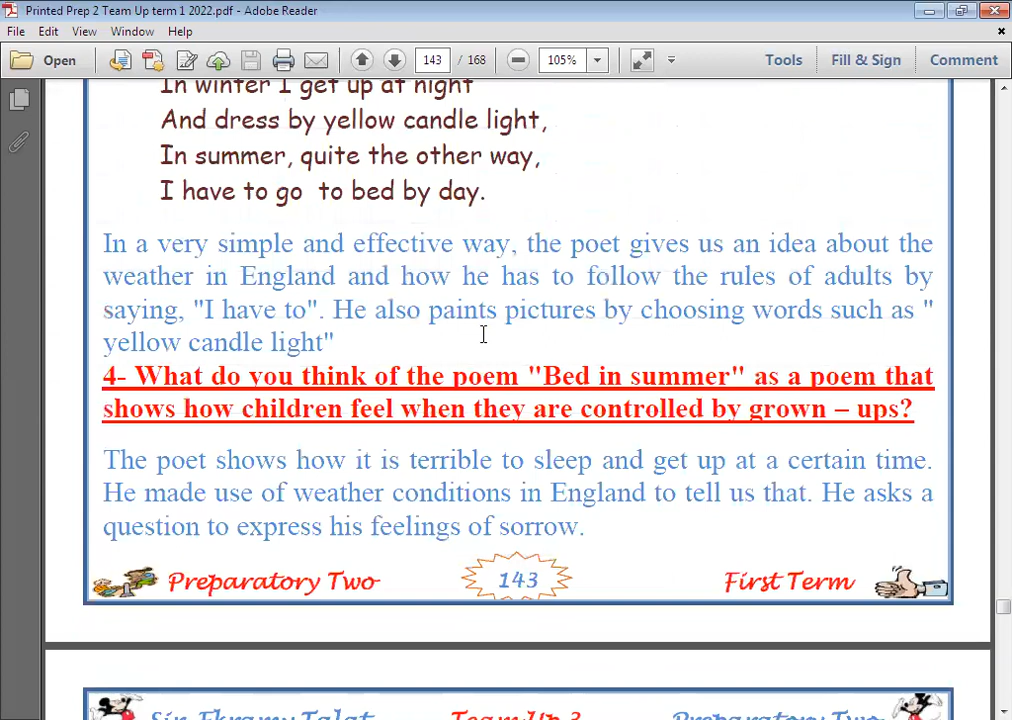 Printed Prep 2 Team Up term 1 2022.pdf - Adobe Reader
File Edit View Window Help
Open 143 / 168 105% Tools Fill & Sign Comment
In winter I get up at night
And dress by yellow candle light,
In summer, quite the other way,
I have to go to bed by day.
In a very simple and effective way, the poet gives us an idea about the
weather in England and how he has to follow the rules of adults by
saying, "I have to". He also paints pictures by choosing words such as "
yellow candle light"
4- What do you think of the poem "Bed in summer" as a poem that
shows how children feel when they are controlled by grown – ups?
The poet shows how it is terrible to sleep and get up at a certain time.
He made use of weather conditions in England to tell us that. He asks a
question to express his feelings of sorrow.
Preparatory Two 143 First Term
Sir Ekramy Talat Team Up 3 Preparatory Two